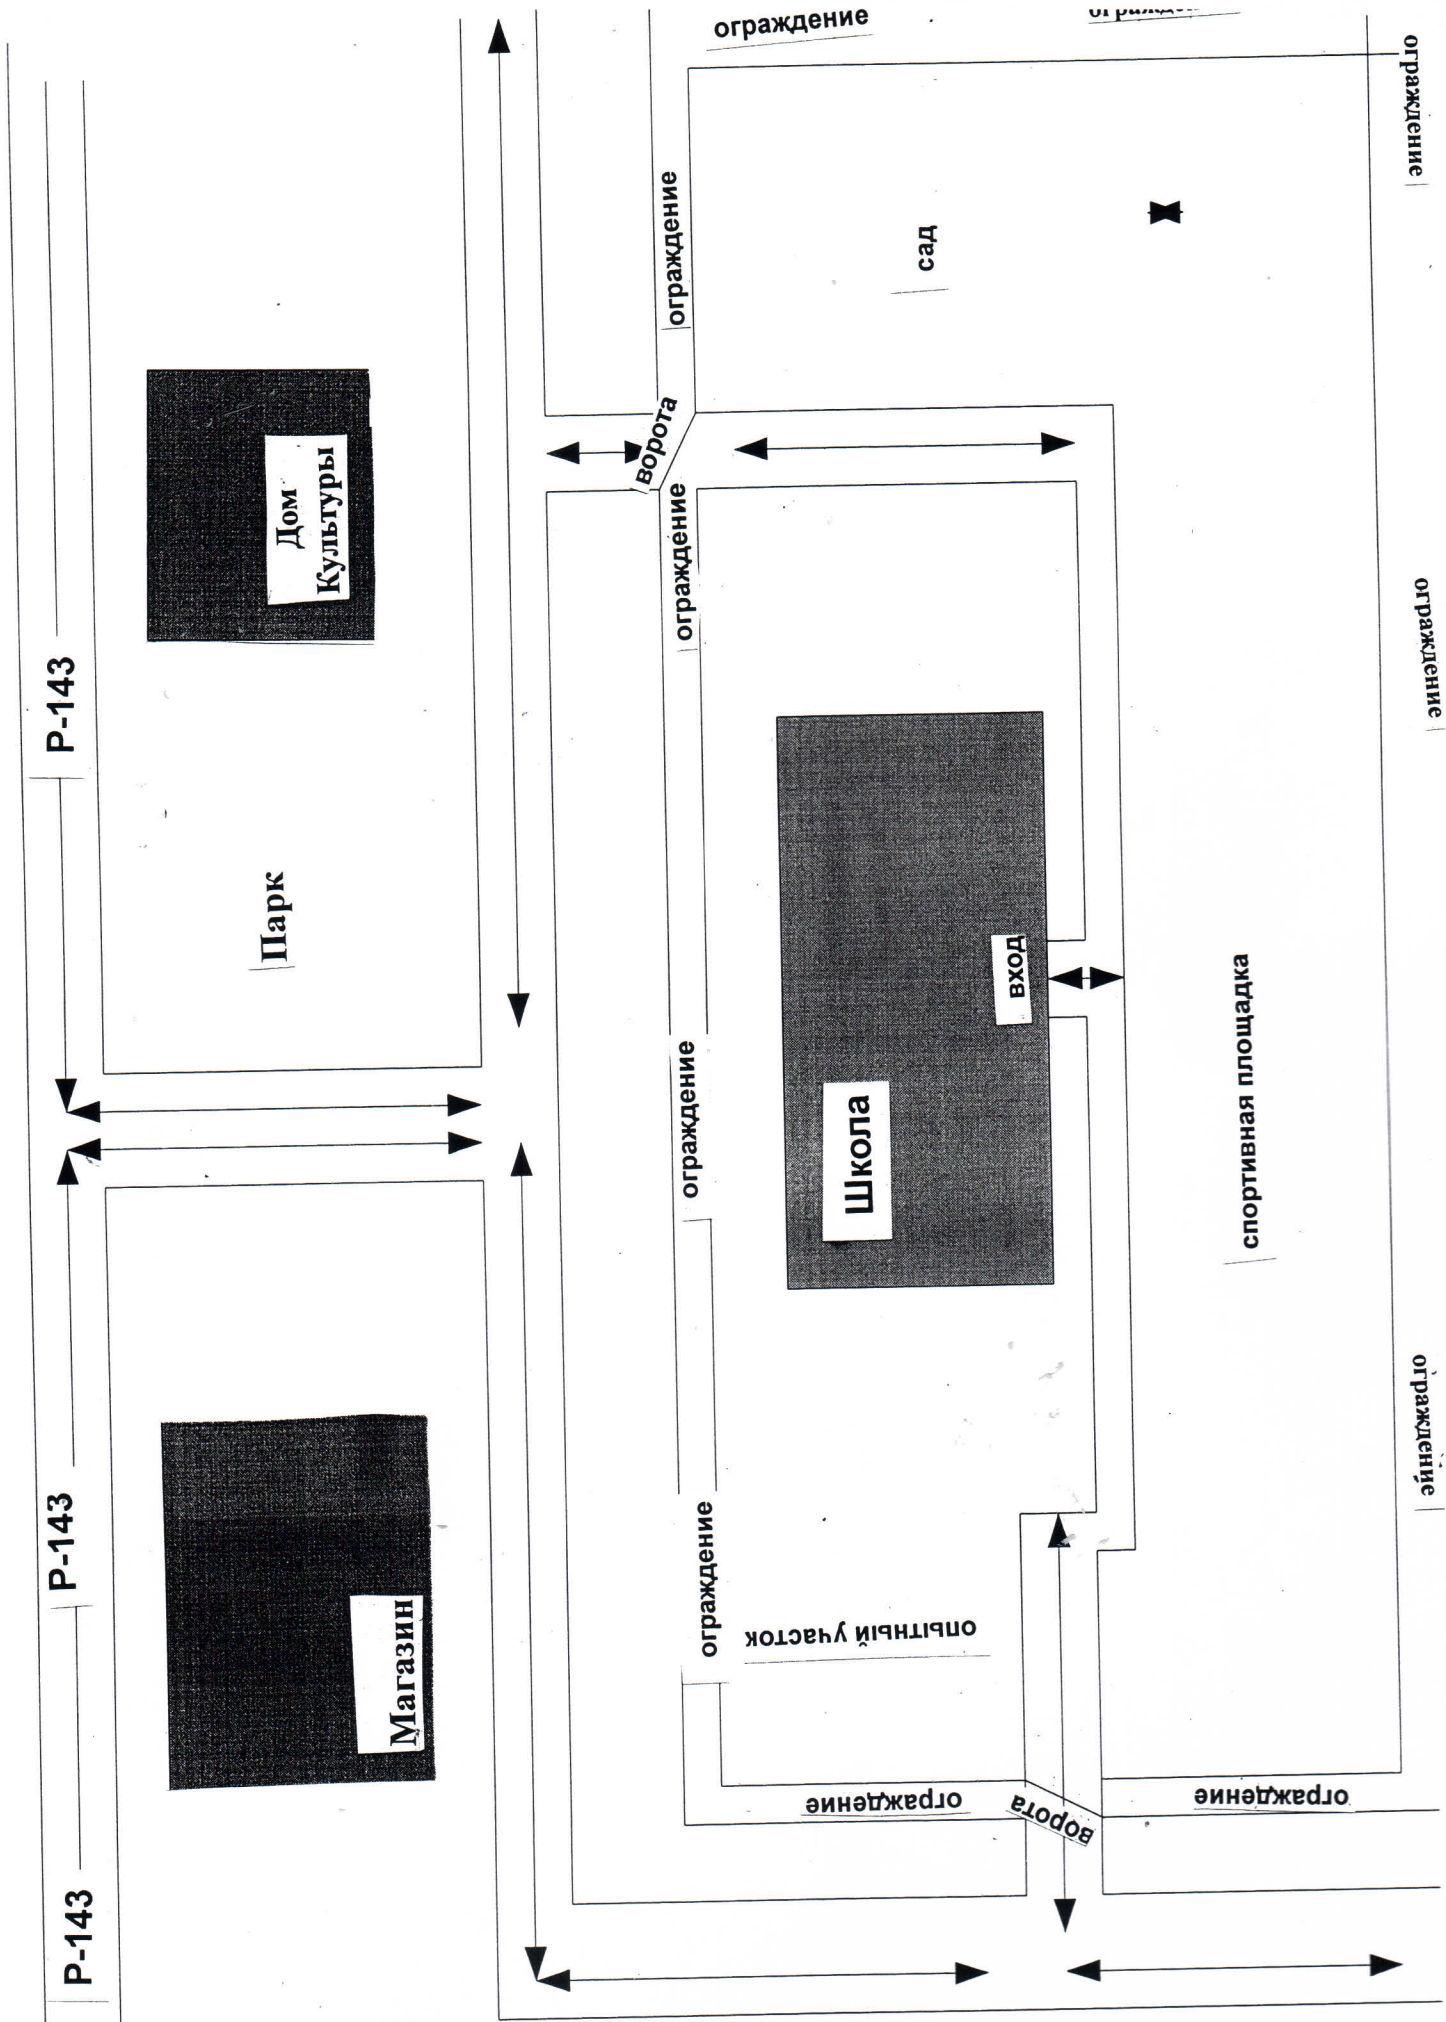 ограждение
ограждение
ограждение
ограждение
сад
Дом
Культуры
ворота
ограждение
Р-143
ограждение
Парк
вход
спортивная площадка
ограждение
Школа
ограждение
Р-143
ограждение
опытный участок
Магазин
ограждение
ворота
ограждение
Р-143